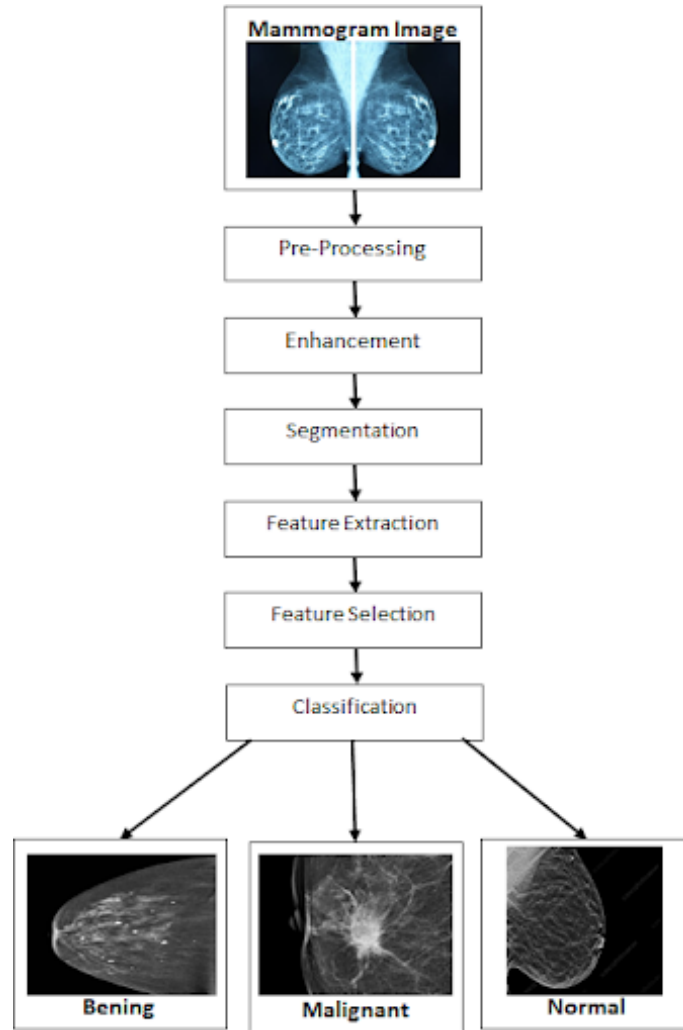 Mammogram Image
Pre-Processing
Enhancement
Segmentation
Feature Extraction
Feature Selection
Classification
Bening
Malignant
Normal